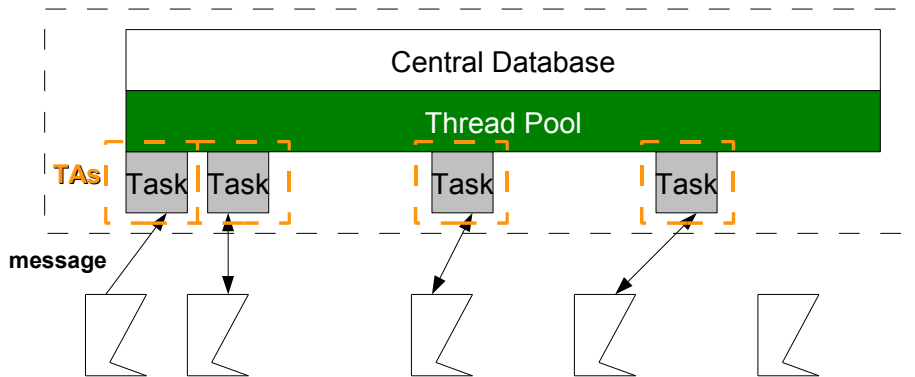 Central Database
Thread Pool
TAs
Task Task Task Task
message